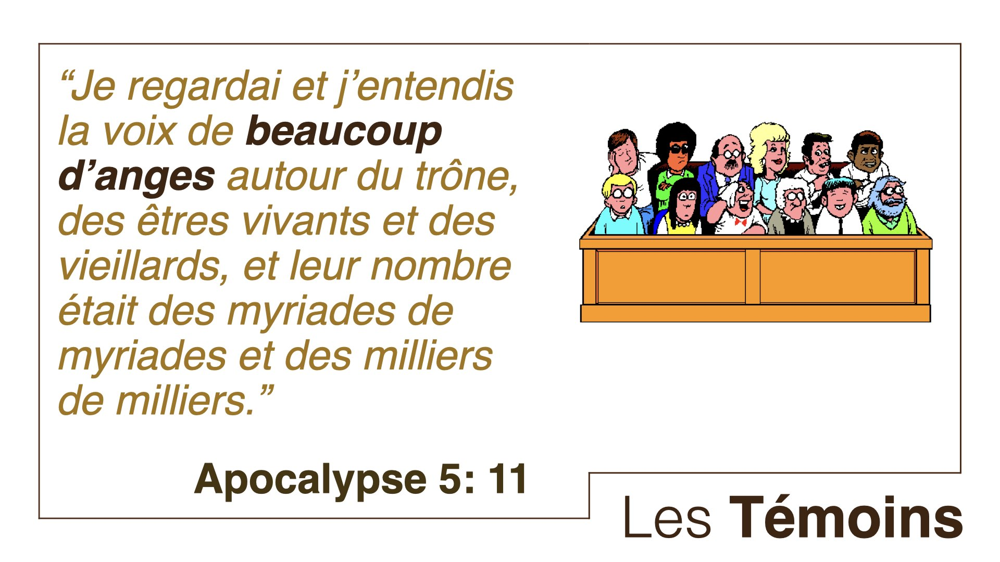 “Je regardai et j’entendis
la voix de beaucoup
d’anges autour du trône,
des êtres vivants et des
vieillards, et leur nombre
était des myriades de
myriades et des milliers
de milliers.”
Apocalypse 5: 11
Les Témoins